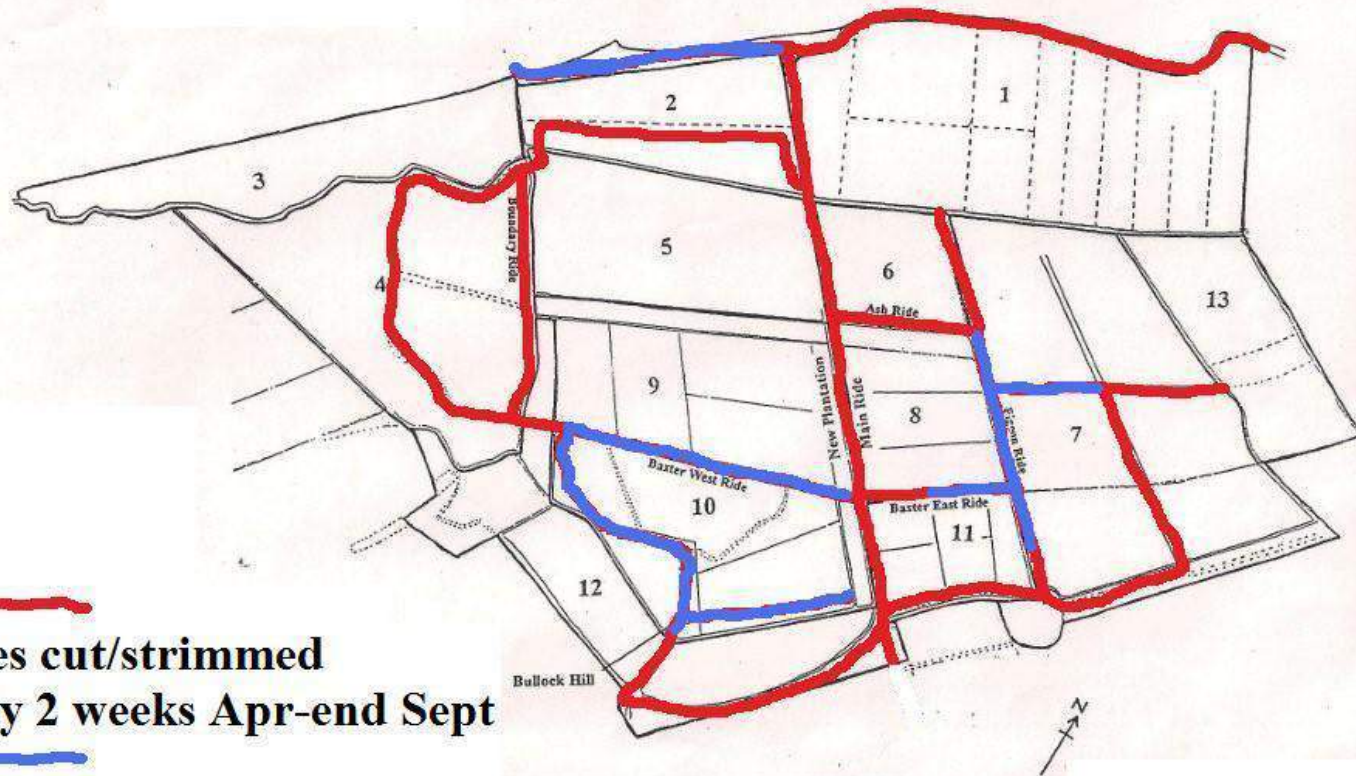 1
2
3
Boundary Ride
5
4
6
Ash Ride
13
9
New Plantation
Main Ride
8
7
Baxter West Ride
10
Baxter East Ride
11
12
es cut/strimmed
Bullock Hill
y 2 weeks Apr-end Sept
N